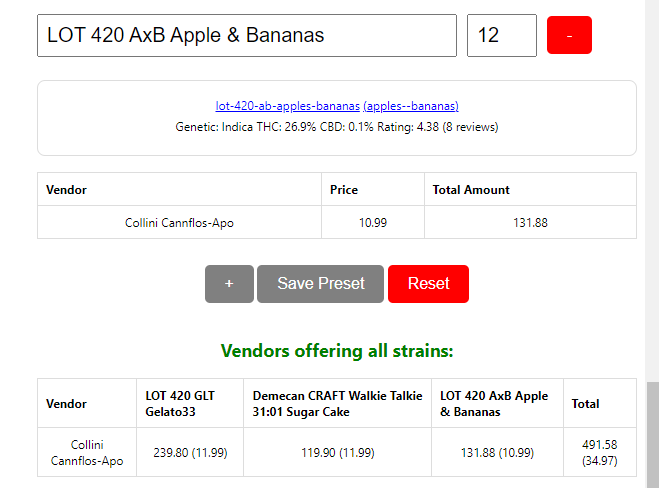 LOT 420 AxB Apple & Bananas 12 -
lot-420-ab-apples-bananas (apples--bananas)
Genetic: Indica THC: 26.9% CBD: 0.1% Rating: 4.38 (8 reviews)
Vendor Price Total Amount
Collini Cannflos-Apo 10.99 131.88
+ Save Preset Reset
Vendors offering all strains:
Vendor LOT 420 GLT Gelato33 Demecan CRAFT Walkie Talkie 31:01 Sugar Cake LOT 420 AxB Apple & Bananas Total
Collini Cannflos-Apo 239.80 (11.99) 119.90 (11.99) 131.88 (10.99) 491.58 (34.97)